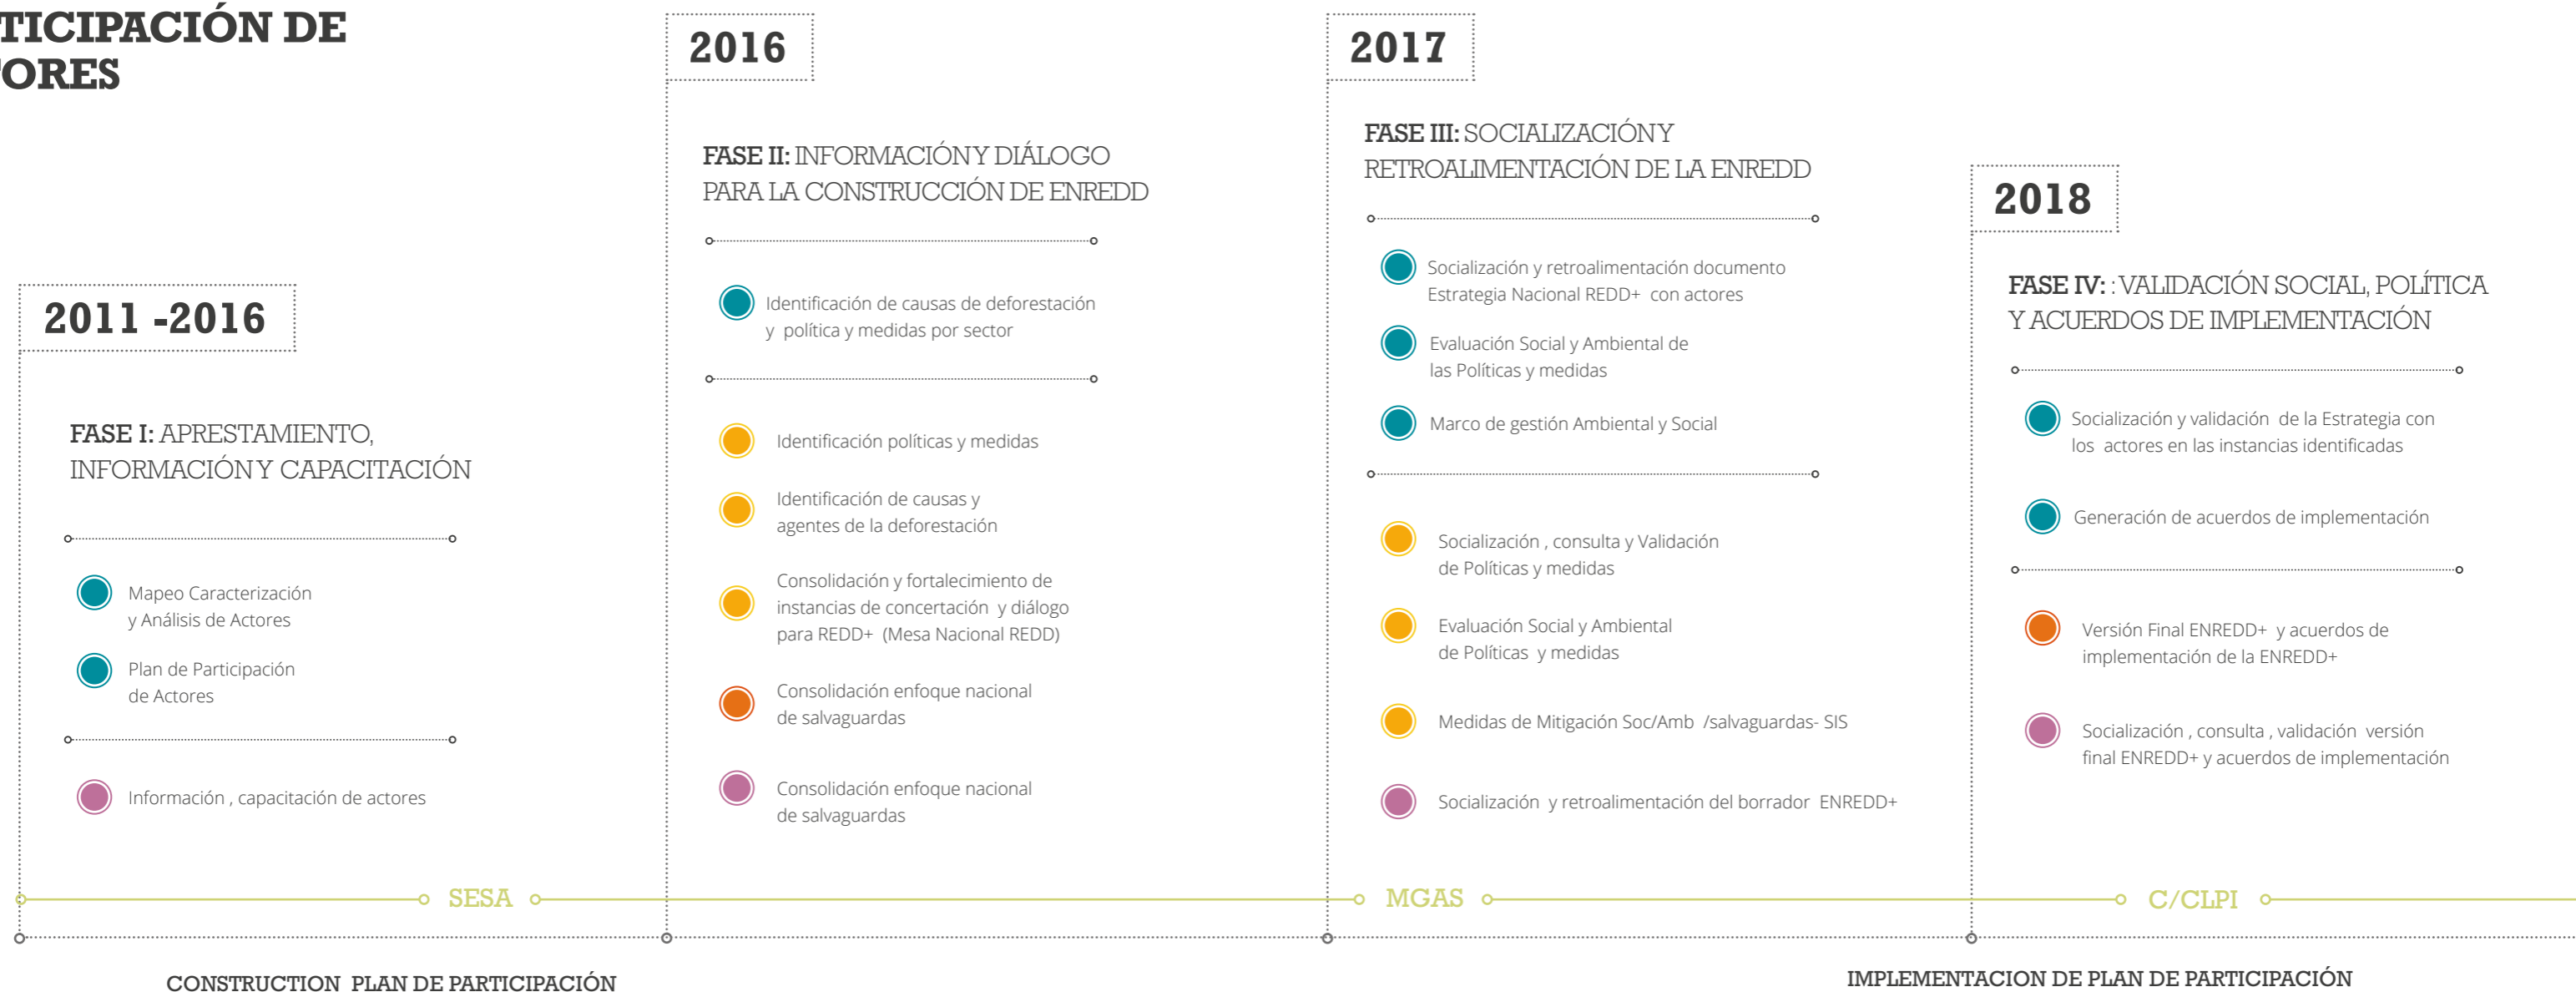 TICIPACIÓN DE
TORES
2011 -2016
FASE I: APRESTAMIENTO,
INFORMACIÓN Y CAPACITACIÓN
Mapeo Caracterización
y Análisis de Actores
Plan de Participación
de Actores
Información , capacitación de actores
2016
FASE II: INFORMACIÓN Y DIÁLOGO
PARA LA CONSTRUCCIÓN DE ENREDD
Identificación de causas de deforestación
y política y medidas por sector
Identificación políticas y medidas
Identificación de causas y
agentes de la deforestación
Consolidación y fortalecimiento de
instancias de concertación y diálogo
para REDD+ (Mesa Nacional REDD)
Consolidación enfoque nacional
de salvaguardas
Consolidación enfoque nacional
de salvaguardas
2017
FASE III: SOCIALIZACIÓN Y
RETROALIMENTACIÓN DE LA ENREDD
Socialización y retroalimentación documento
Estrategia Nacional REDD+ con actores
Evaluación Social y Ambiental de
las Políticas y medidas
Marco de gestión Ambiental y Social
Socialización , consulta y Validación
de Políticas y medidas
Evaluación Social y Ambiental
de Políticas y medidas
Medidas de Mitigación Soc/Amb /salvaguardas- SIS
Socialización y retroalimentación del borrador ENREDD+
2018
FASE IV: : VALIDACIÓN SOCIAL, POLÍTICA
Y ACUERDOS DE IMPLEMENTACIÓN
Socialización y validación de la Estrategia con
los actores en las instancias identificadas
Generación de acuerdos de implementación
Versión Final ENREDD+ y acuerdos de
implementación de la ENREDD+
Socialización , consulta , validación versión
final ENREDD+ y acuerdos de implementación
SESA
MGAS
C/CLPI
CONSTRUCTION PLAN DE PARTICIPACIÓN
IMPLEMENTACION DE PLAN DE PARTICIPACIÓN